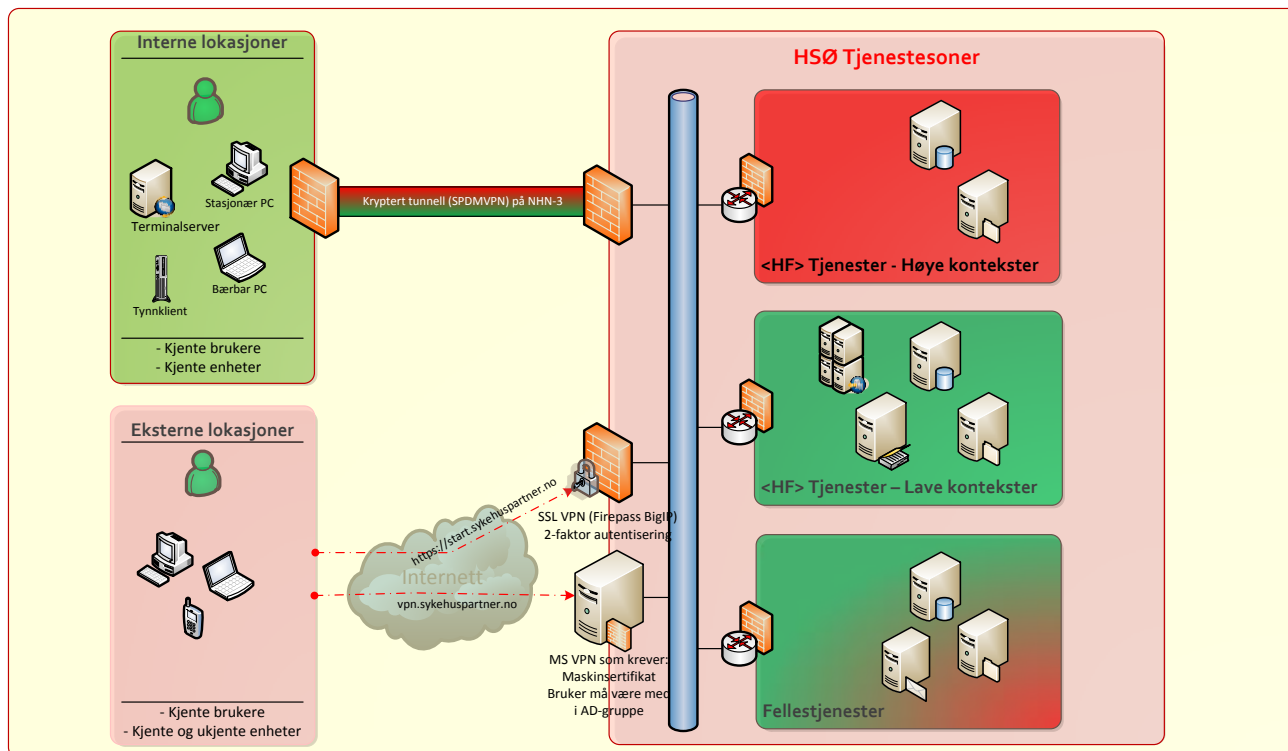 Interne lokasjoner
Stasjonær PC
Terminalserver
Bærbar PC
Tynnklient
- Kjente brukere
- Kjente enheter
Kryptert tunnell (SPDMVPN) på NHN-3
HSØ Tjenestesoner
<HF> Tjenester - Høye kontekster
<HF> Tjenester – Lave kontekster
Fellestjenester
Eksterne lokasjoner
- Kjente brukere
- Kjente og ukjente enheter
https://start.sykehuspartner.no
Internett
vpn.sykehuspartner.no
SSL VPN (Firepass BigIP)
2-faktor autentisering
MS VPN som krever:
Maskinsertifikat
Bruker må være med
i AD-gruppe